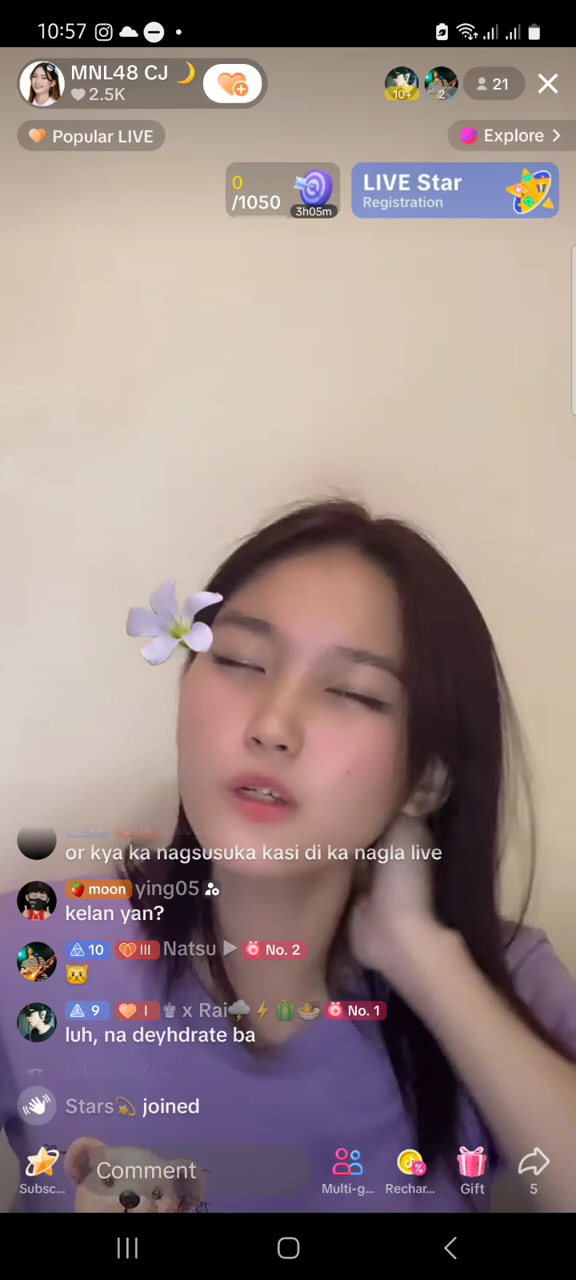 10:57
MNL48 CJ 🌙
2.5K
10+
2
21
Popular LIVE
Explore
0
/1050
3h05m
LIVE Star
Registration
or kya ka nagsusuka kasi di ka nagla live
moon ying05
kelan yan?
10 III Natsu ▶ No. 2
😺
9 I x Rai🌩️⚡ No. 1
luh, na deyhdrate ba
Stars💫 joined
Subsc...
Comment
Multi-g...
Rechar...
Gift
5